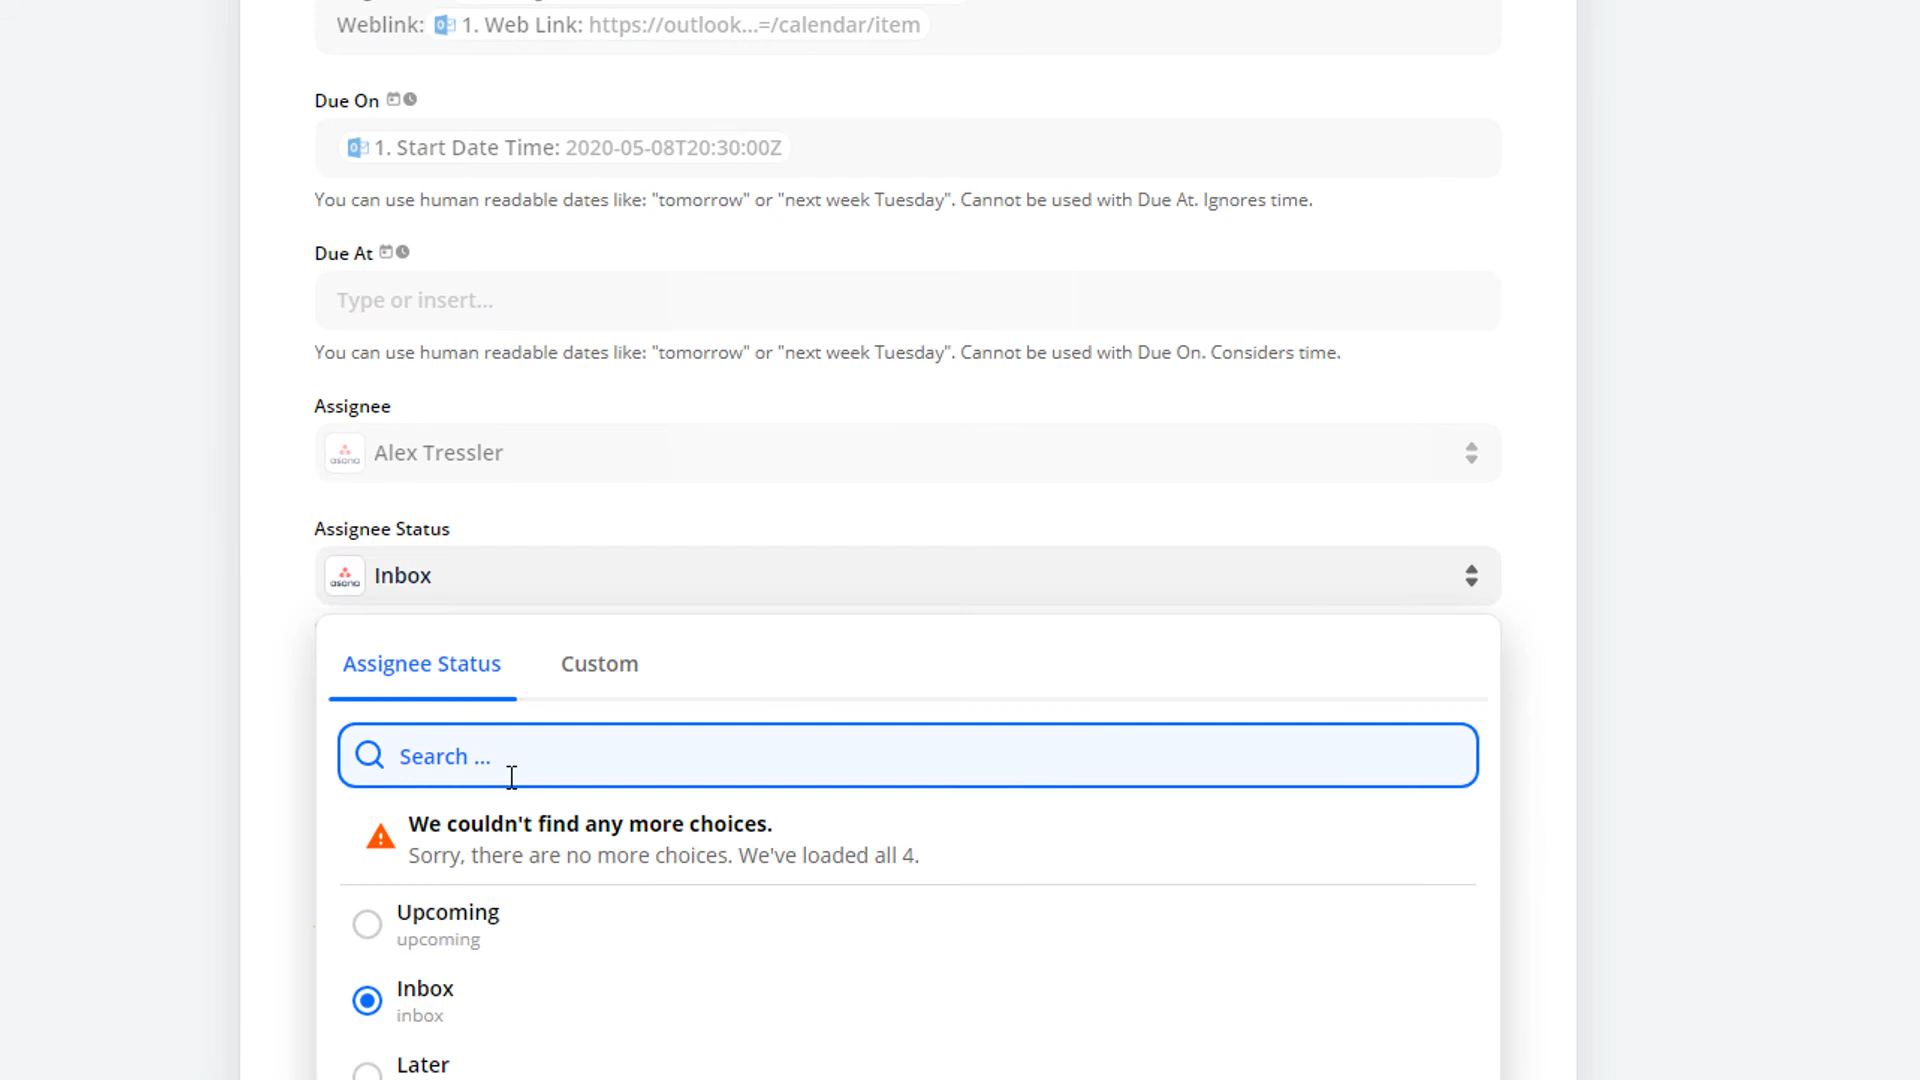 Weblink: 1. Web Link: https://outlook...=/calendar/item
Due On
1. Start Date Time: 2020-05-08T20:30:00Z
You can use human readable dates like: "tomorrow" or "next week Tuesday". Cannot be used with Due At. Ignores time.
Due At
Type or insert...
You can use human readable dates like: "tomorrow" or "next week Tuesday". Cannot be used with Due On. Considers time.
Assignee
asana Alex Tressler
Assignee Status
asana Inbox
Assignee Status Custom
Search ...
We couldn't find any more choices.
Sorry, there are no more choices. We've loaded all 4.
Upcoming
upcoming
Inbox
inbox
Later